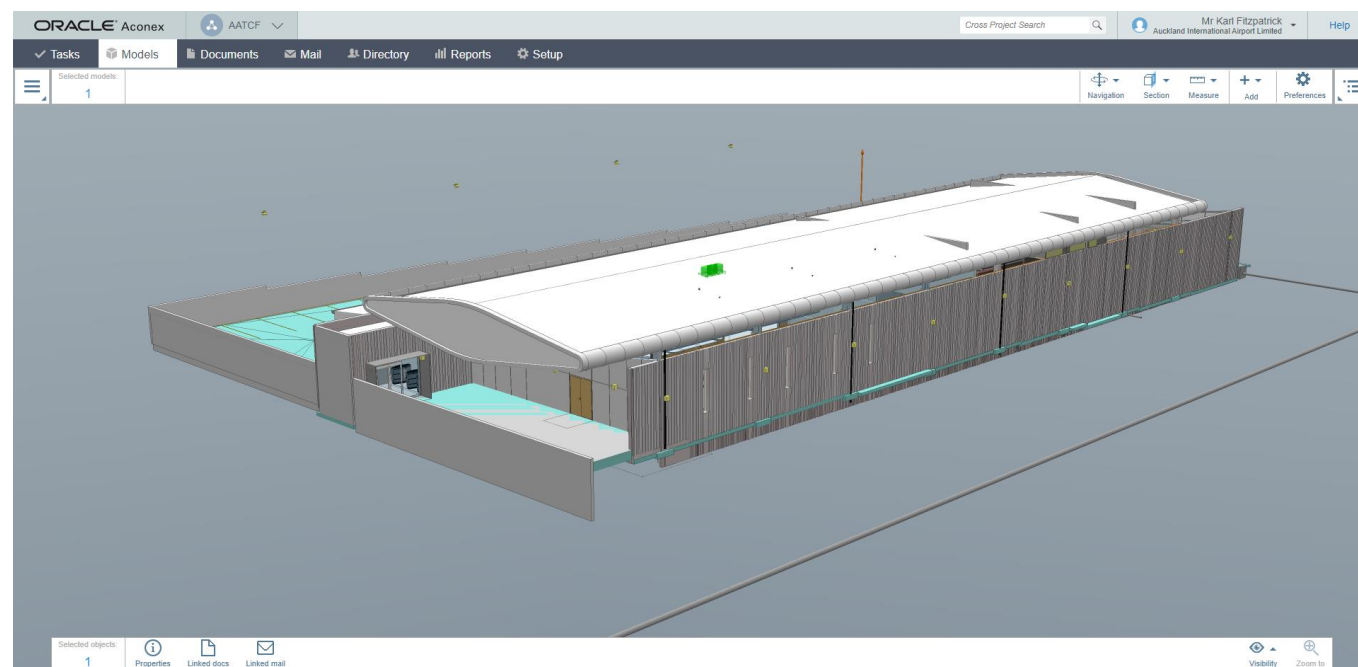 ORACLE Aconex AATCF Cross Project Search Mr Karl Fitzpatrick Help
Auckland International Airport Limited
Tasks Models Documents Mail Directory Reports Setup
Selected models:
1
Navigation Section Measure Add Preferences
Selected objects:
1
Properties Linked docs Linked mail Visibility Zoom to